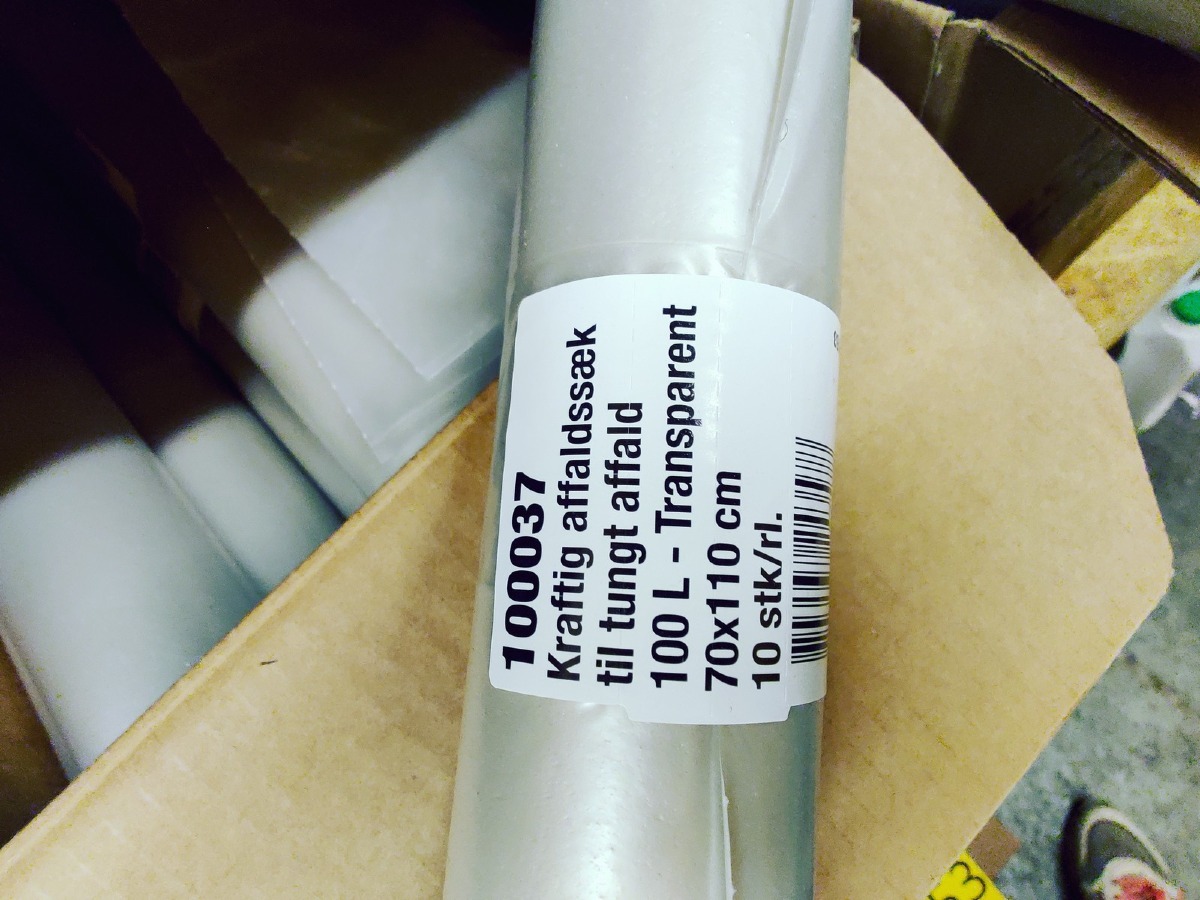 100037
Kraftig affaldssæk
til tungt affald
100 L - Transparent
70x110 cm
10 stk/rl.